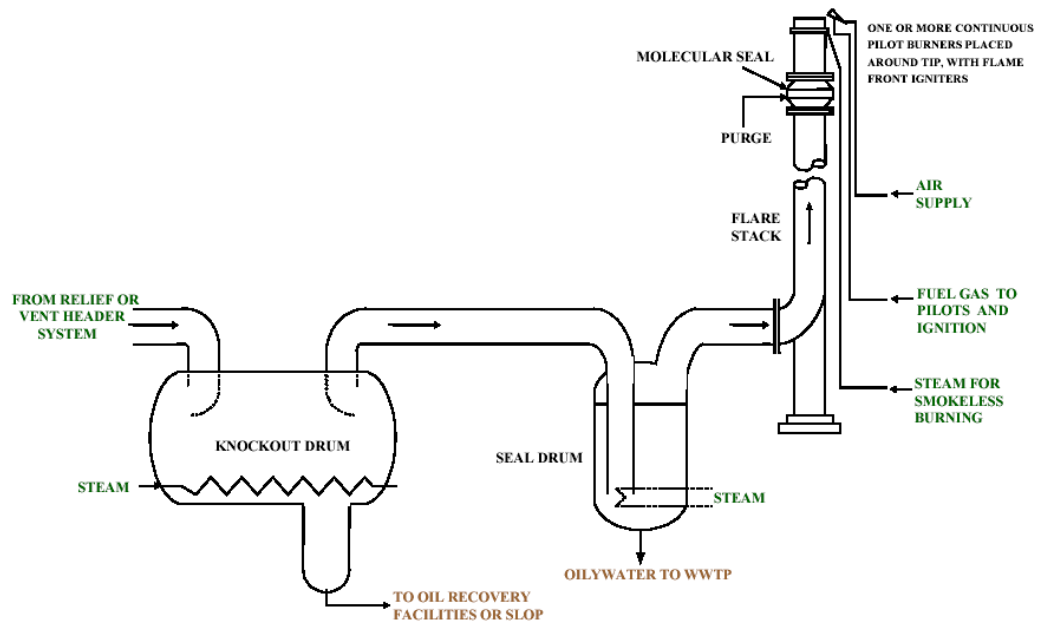 ONE OR MORE CONTINUOUS
PILOT BURNERS PLACED
AROUND TIP, WITH FLAME
FRONT IGNITERS
MOLECULAR SEAL
PURGE
AIR
SUPPLY
FLARE
STACK
FROM RELIEF OR
VENT HEADER
SYSTEM
FUEL GAS TO
PILOTS AND
IGNITION
STEAM FOR
SMOKELESS
BURNING
KNOCKOUT DRUM
SEAL DRUM
STEAM
STEAM
OILYWATER TO WWTP
TO OIL RECOVERY
FACILITIES OR SLOP